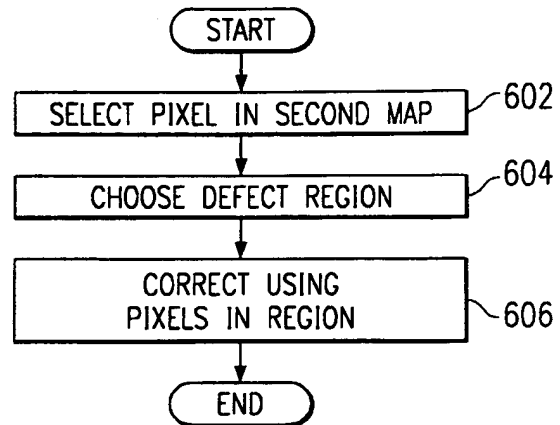 START
SELECT PIXEL IN SECOND MAP
602
CHOOSE DEFECT REGION
604
CORRECT USING
PIXELS IN REGION
606
END